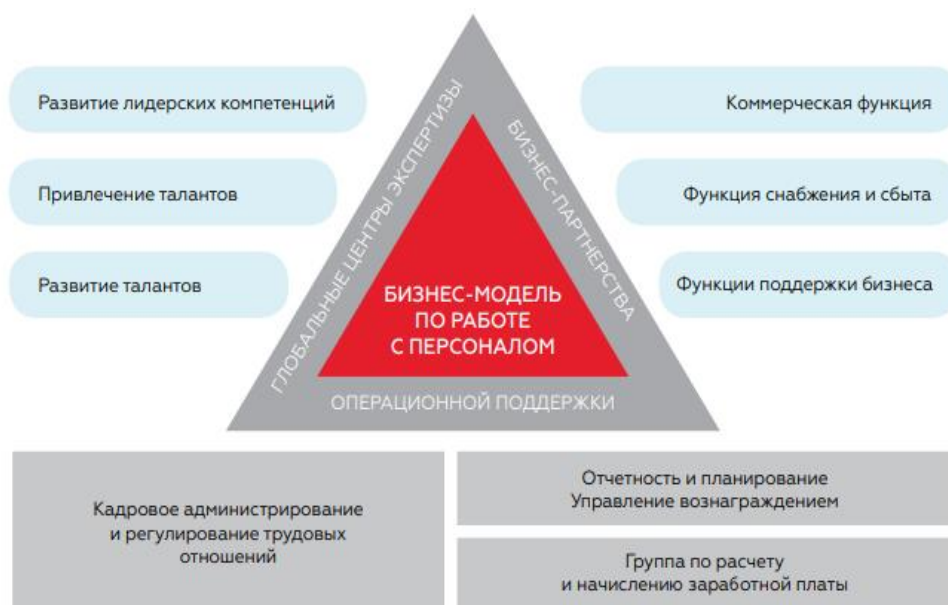 Развитие лидерских компетенций
Привлечение талантов
Развитие талантов
ГЛОБАЛЬНЫЕ ЦЕНТРЫ ЭКСПЕРТИЗЫ
БИЗНЕС-ПАРТНЕРСТВА
БИЗНЕС-МОДЕЛЬ
ПО РАБОТЕ
С ПЕРСОНАЛОМ
ОПЕРАЦИОННОЙ ПОДДЕРЖКИ
Коммерческая функция
Функция снабжения и сбыта
Функции поддержки бизнеса
Кадровое администрирование
и регулирование трудовых
отношений
Отчетность и планирование
Управление вознаграждением
Группа по расчету
и начислению заработной платы